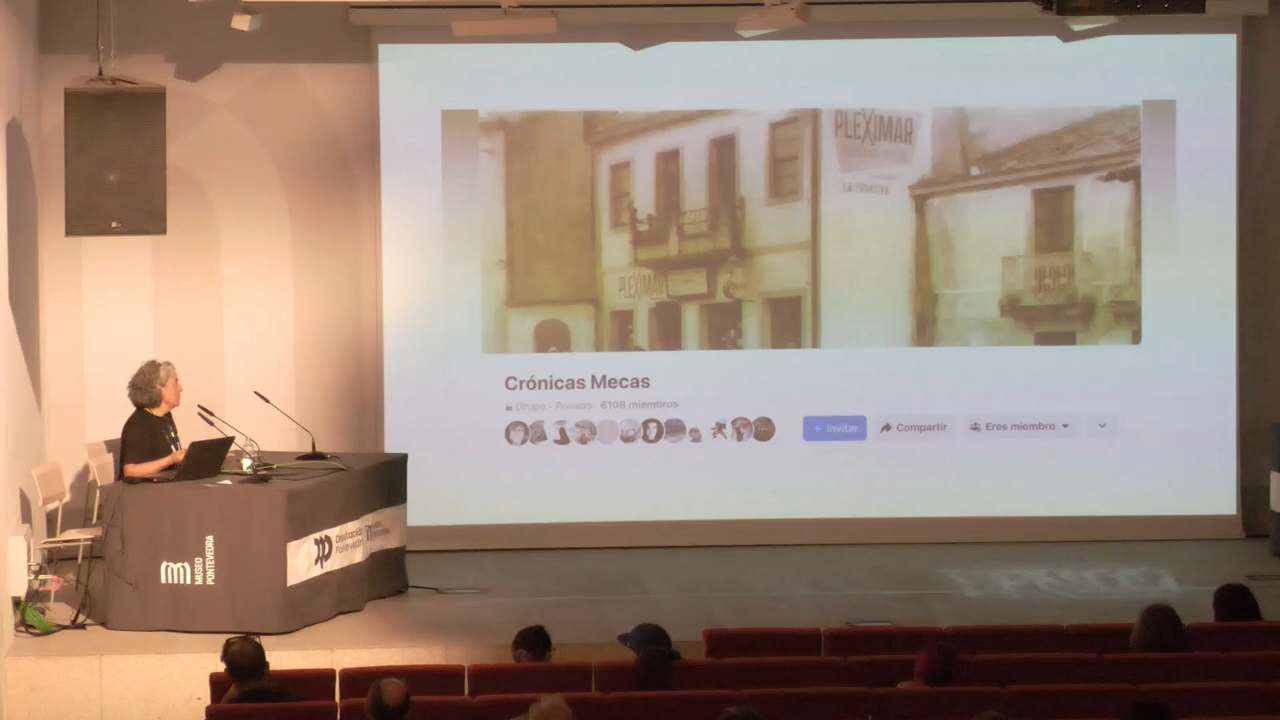 PLEXIMAR
LA PRIMERA
PLEXIMAR
Crónicas Mecas
Grupo - Privado · 6108 miembros
+ Invitar
Compartir
Eres miembro
MUSEO
PONTEVEDRA
Deputación
Pontevedra